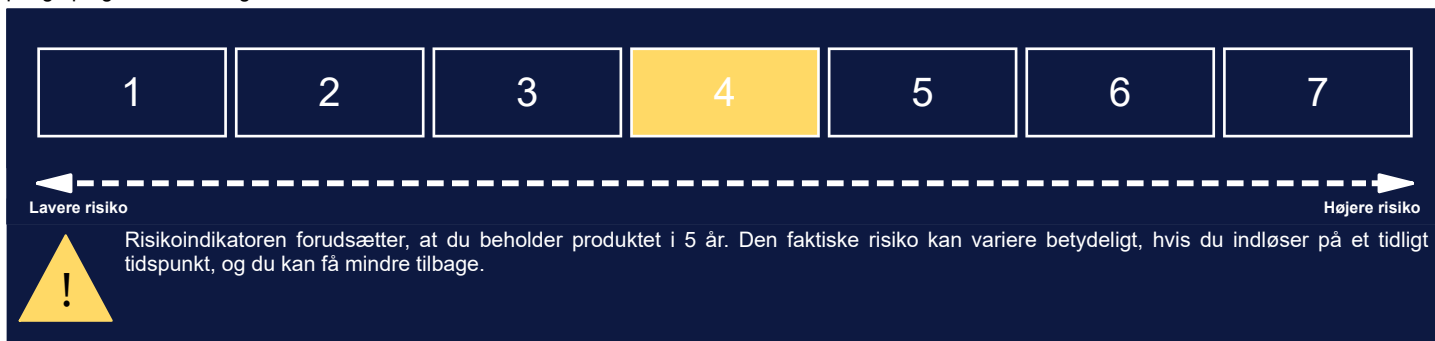 1 2 3 4 5 6 7
Lavere risiko Højere risiko
Risikoindikatoren forudsætter, at du beholder produktet i 5 år. Den faktiske risiko kan variere betydeligt, hvis du indløser på et tidligt
tidspunkt, og du kan få mindre tilbage.
!